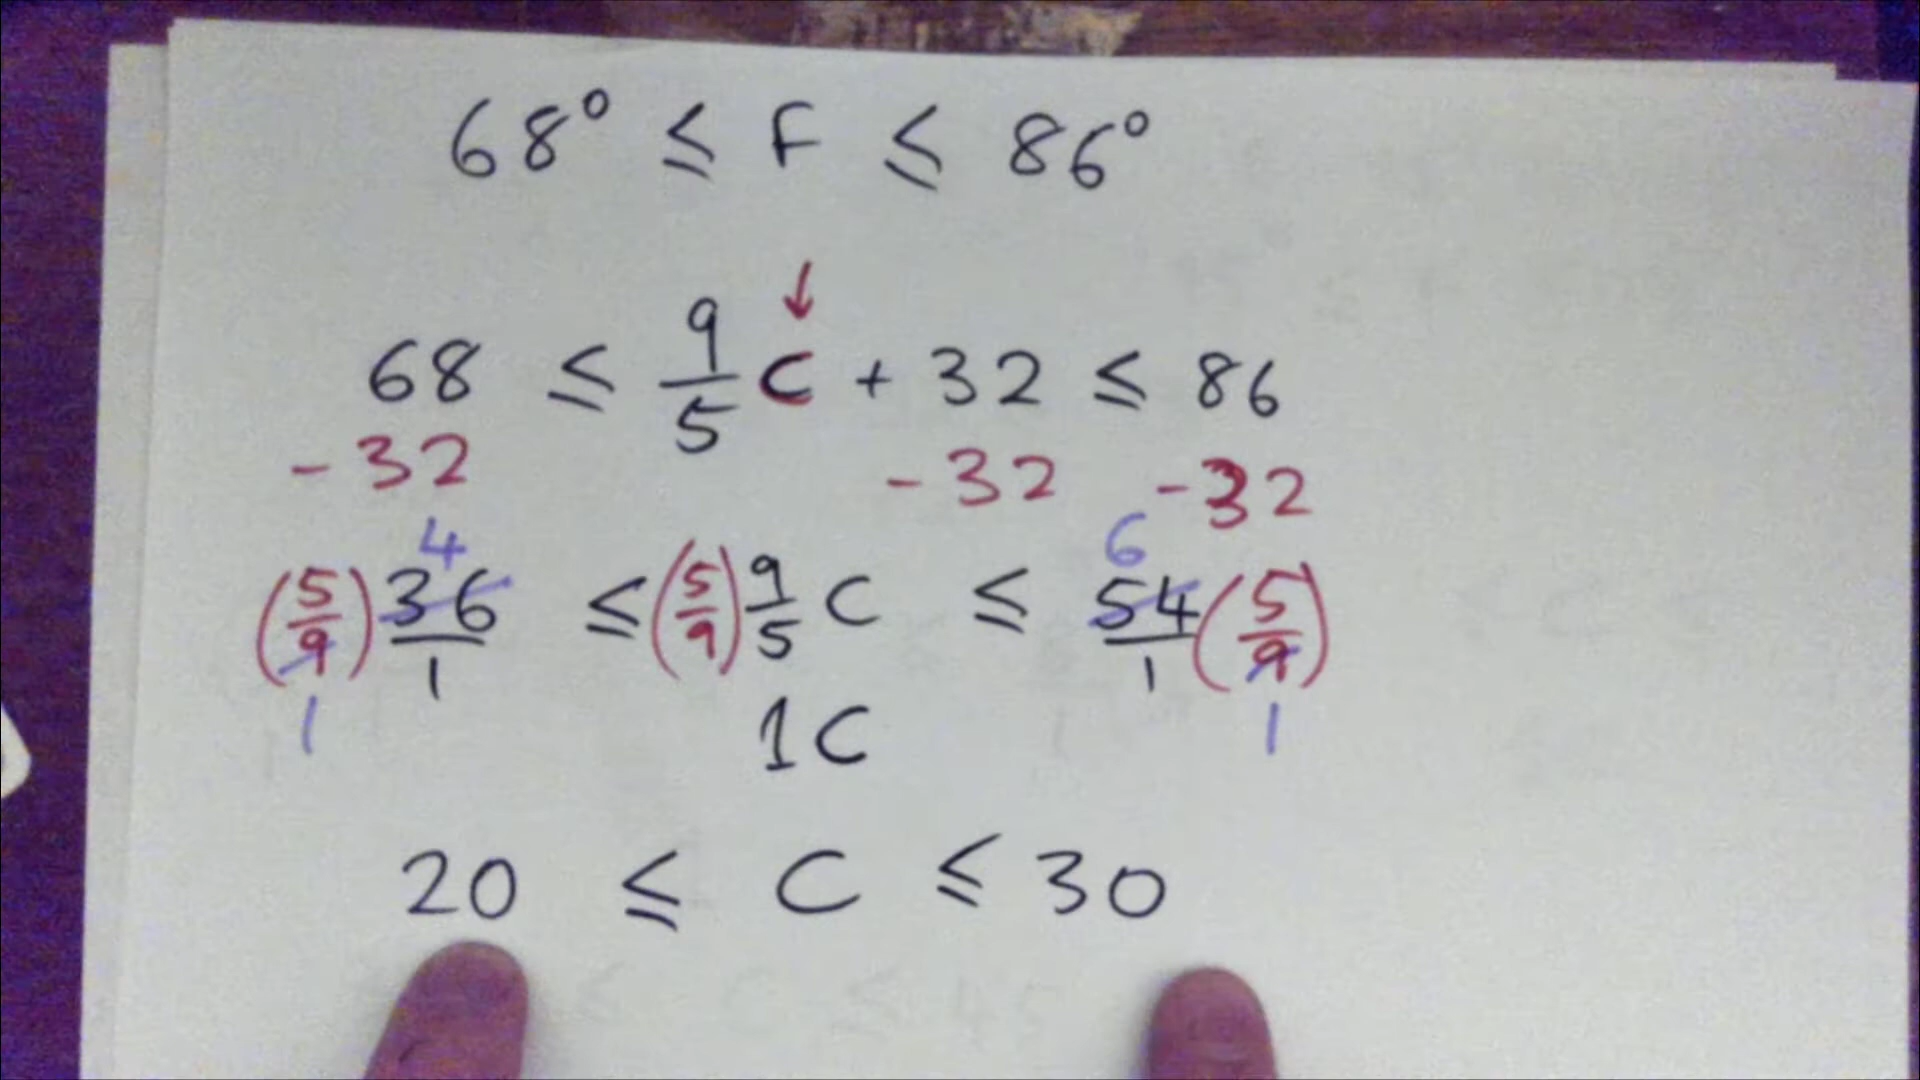 68° ≤ F ≤ 86°
68 ≤ 9/5 C + 32 ≤ 86
-32 -32 -32
4 6
(5/9) 36/1 ≤ (5/9) 9/5 C ≤ 54/1 (5/9)
1 1C 1
20 ≤ C ≤ 30